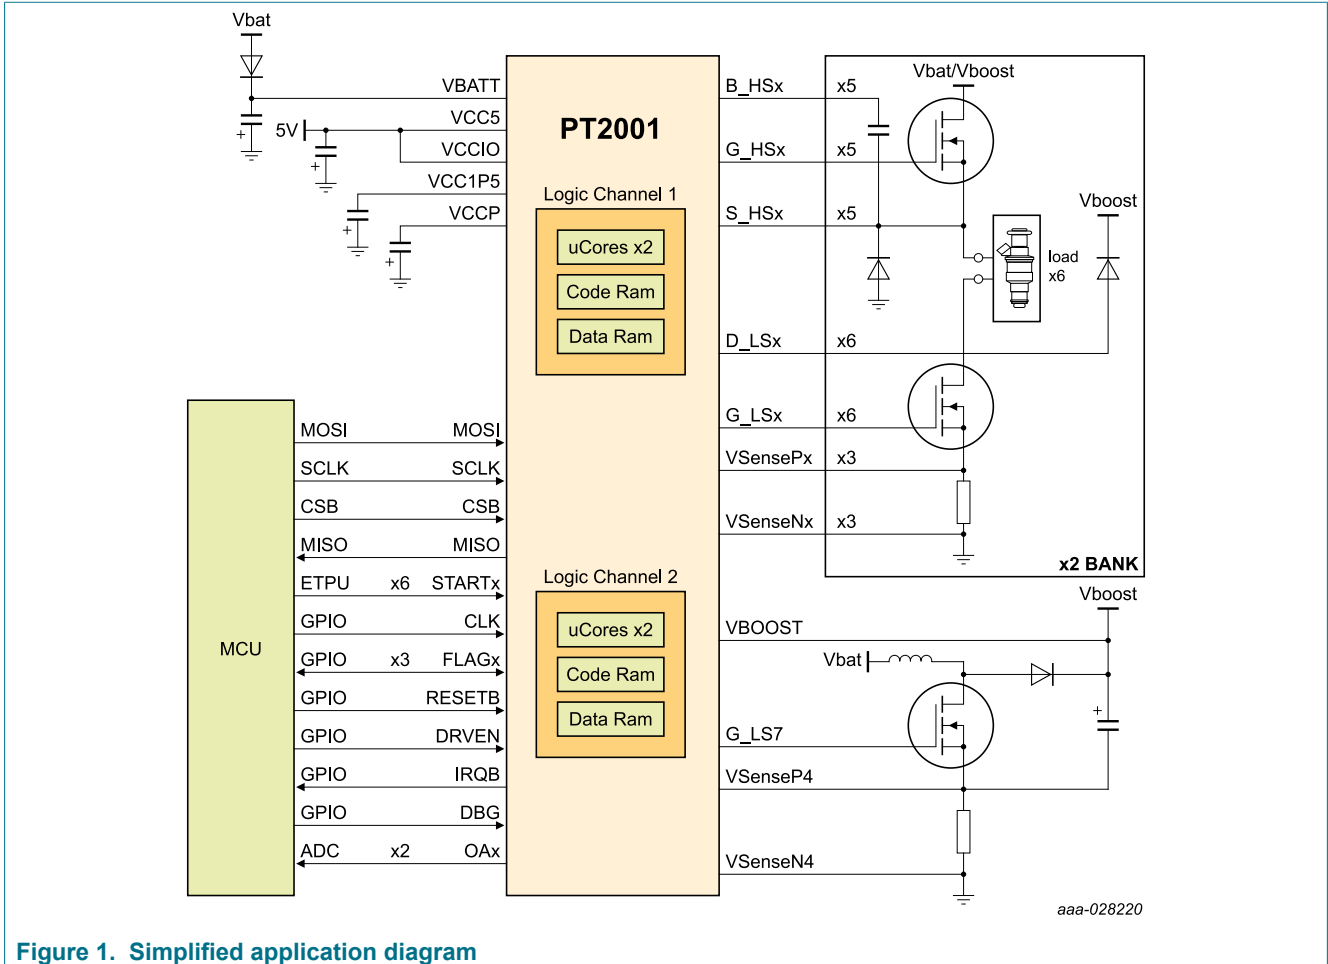 Vbat
VBATT
VCC5
5V
VCCIO
VCC1P5
VCCP
PT2001
Logic Channel 1
uCores x2
Code Ram
Data Ram
Logic Channel 2
uCores x2
Code Ram
Data Ram
MCU
MOSI MOSI
SCLK SCLK
CSB CSB
MISO MISO
ETPU x6 STARTx
GPIO CLK
GPIO x3 FLAGx
GPIO RESETB
GPIO DRVEN
GPIO IRQB
GPIO DBG
ADC x2 OAx
B_HSx x5
G_HSx x5
S_HSx x5
D_LSx x6
G_LSx x6
VSensePx x3
VSenseNx x3
Vbat/Vboost
Vboost
load
x6
x2 BANK
Vboost
VBOOST
Vbat
G_LS7
VSenseP4
VSenseN4
aaa-028220
Figure 1. Simplified application diagram